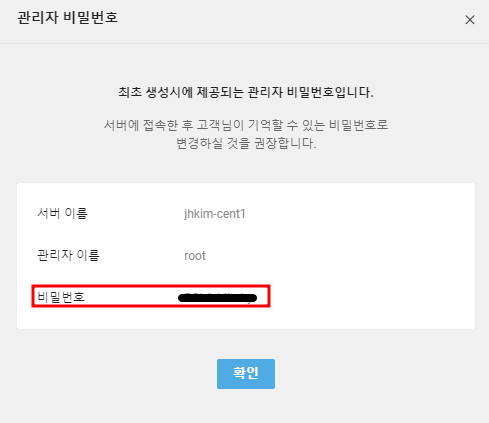 관리자 비밀번호
최초 생성시에 제공되는 관리자 비밀번호입니다.
서버에 접속한 후 고객님이 기억할 수 있는 비밀번호로
변경하실 것을 권장합니다.
서버 이름 jhkim-cent1
관리자 이름 root
비밀번호
확인